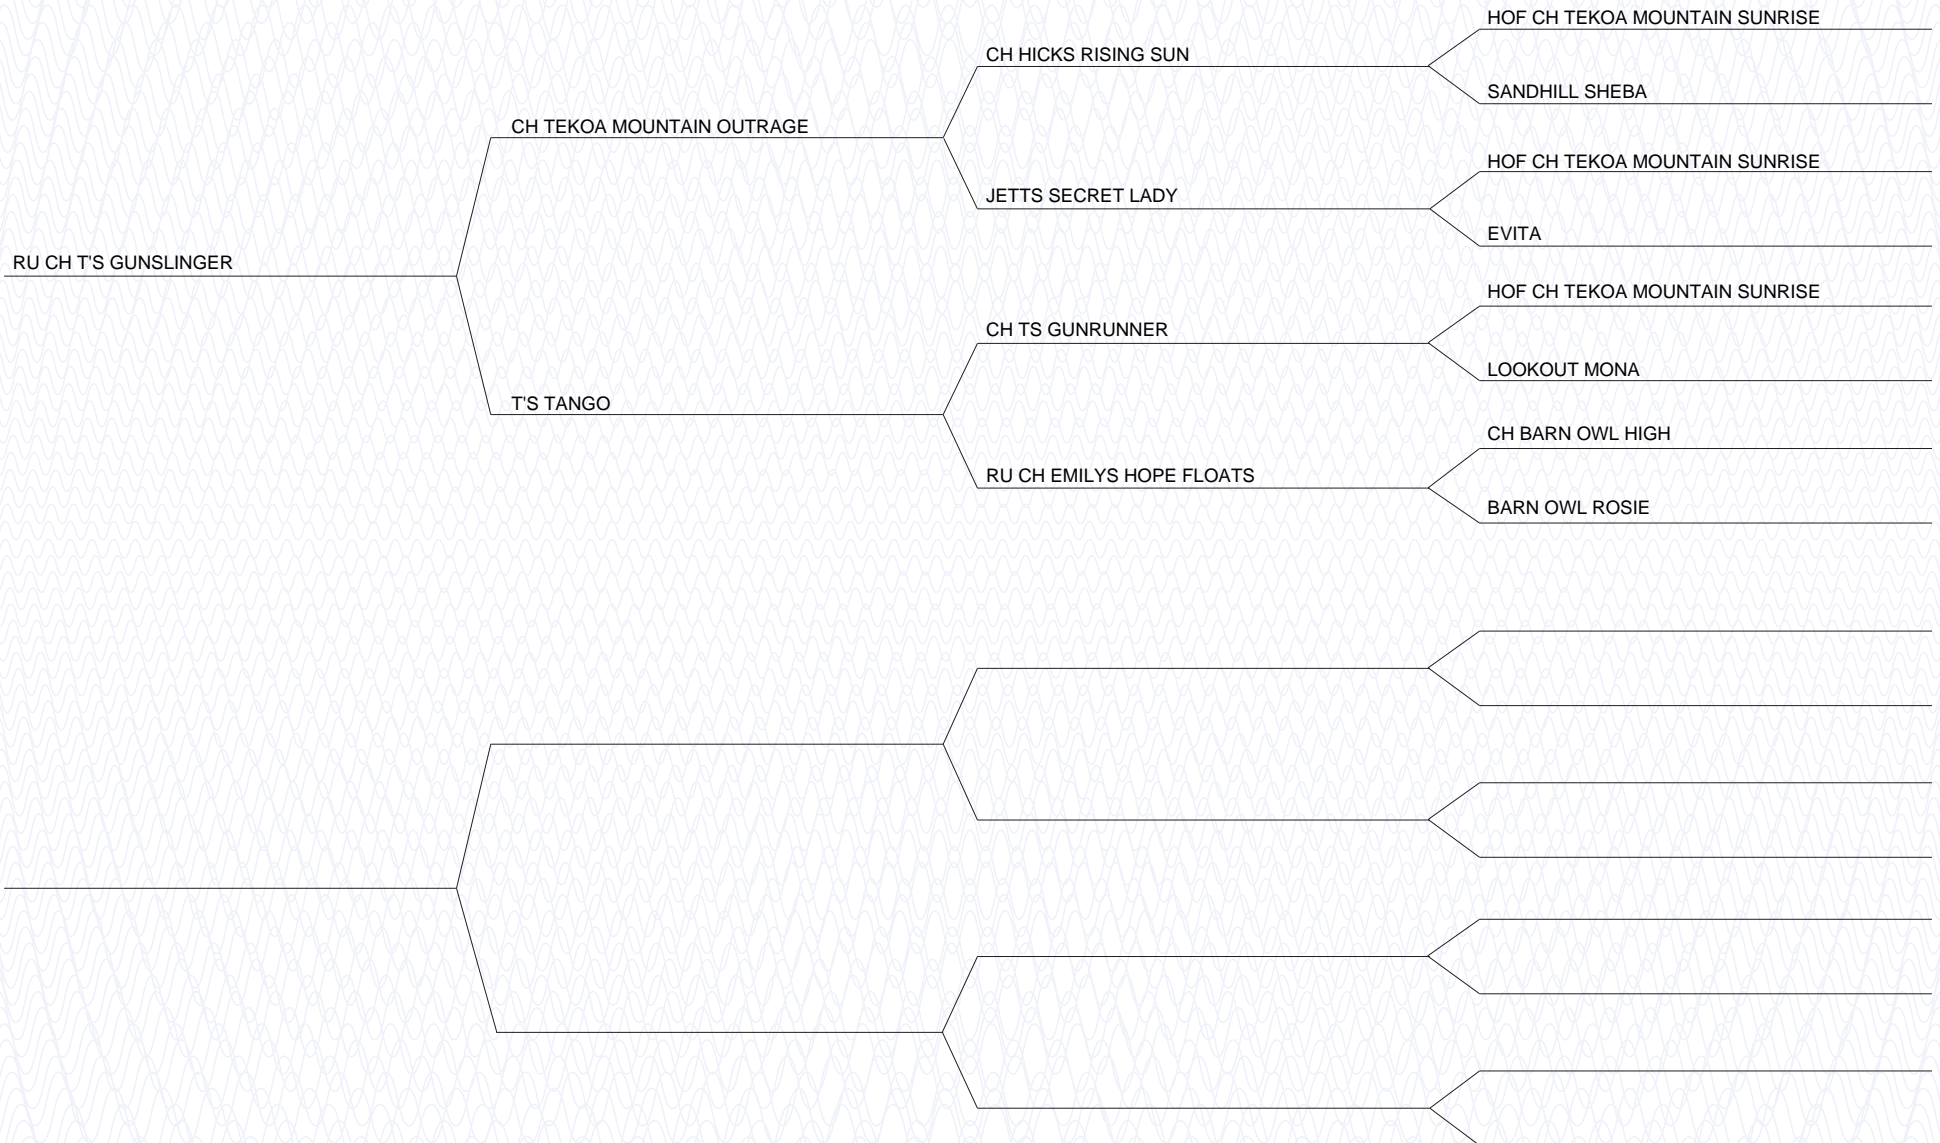 HOF CH TEKOA MOUNTAIN SUNRISE
CH HICKS RISING SUN
SANDHILL SHEBA
CH TEKOA MOUNTAIN OUTRAGE
HOF CH TEKOA MOUNTAIN SUNRISE
JETTS SECRET LADY
EVITA
RU CH T'S GUNSLINGER
HOF CH TEKOA MOUNTAIN SUNRISE
CH TS GUNRUNNER
LOOKOUT MONA
T'S TANGO
CH BARN OWL HIGH
RU CH EMILYS HOPE FLOATS
BARN OWL ROSIE